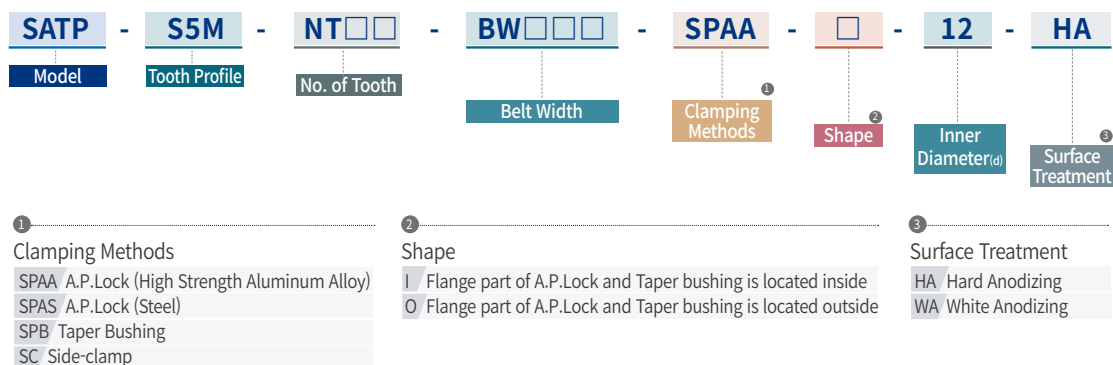 SATP - S5M - NT□□ - BW□□□ - SPAA - □ - 12 - HA
Model
Tooth Profile
No. of Tooth
Belt Width
Clamping
Methods
1
Shape
2
Inner
Diameter(d)
Surface
Treatment
3
1
Clamping Methods
SPAA A.P.Lock (High Strength Aluminum Alloy)
SPAS A.P.Lock (Steel)
SPB Taper Bushing
SC Side-clamp
2
Shape
I Flange part of A.P.Lock and Taper bushing is located inside
O Flange part of A.P.Lock and Taper bushing is located outside
3
Surface Treatment
HA Hard Anodizing
WA White Anodizing